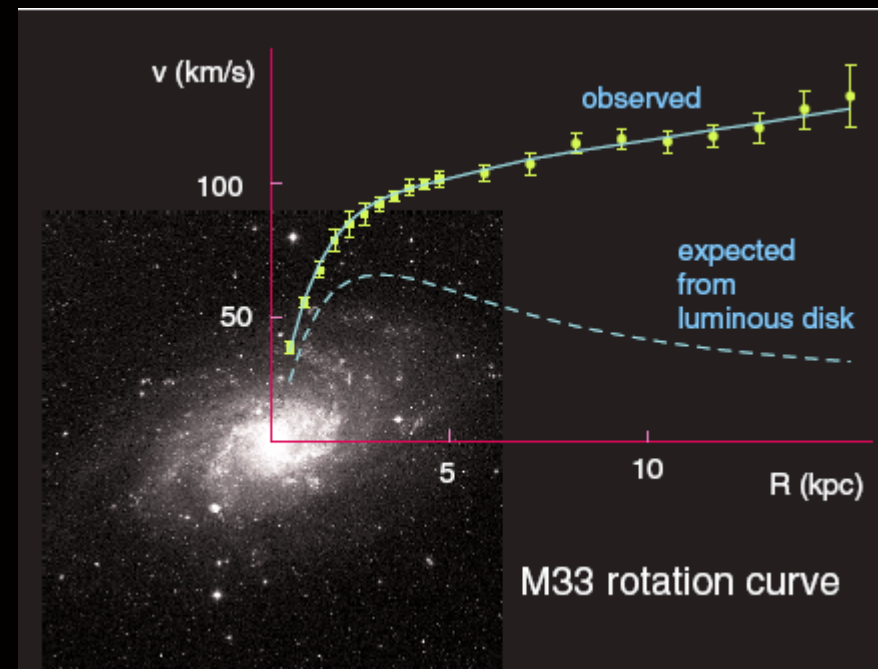 v (km/s)
observed
100
expected
from
luminous disk
50
5
10
R (kpc)
M33 rotation curve